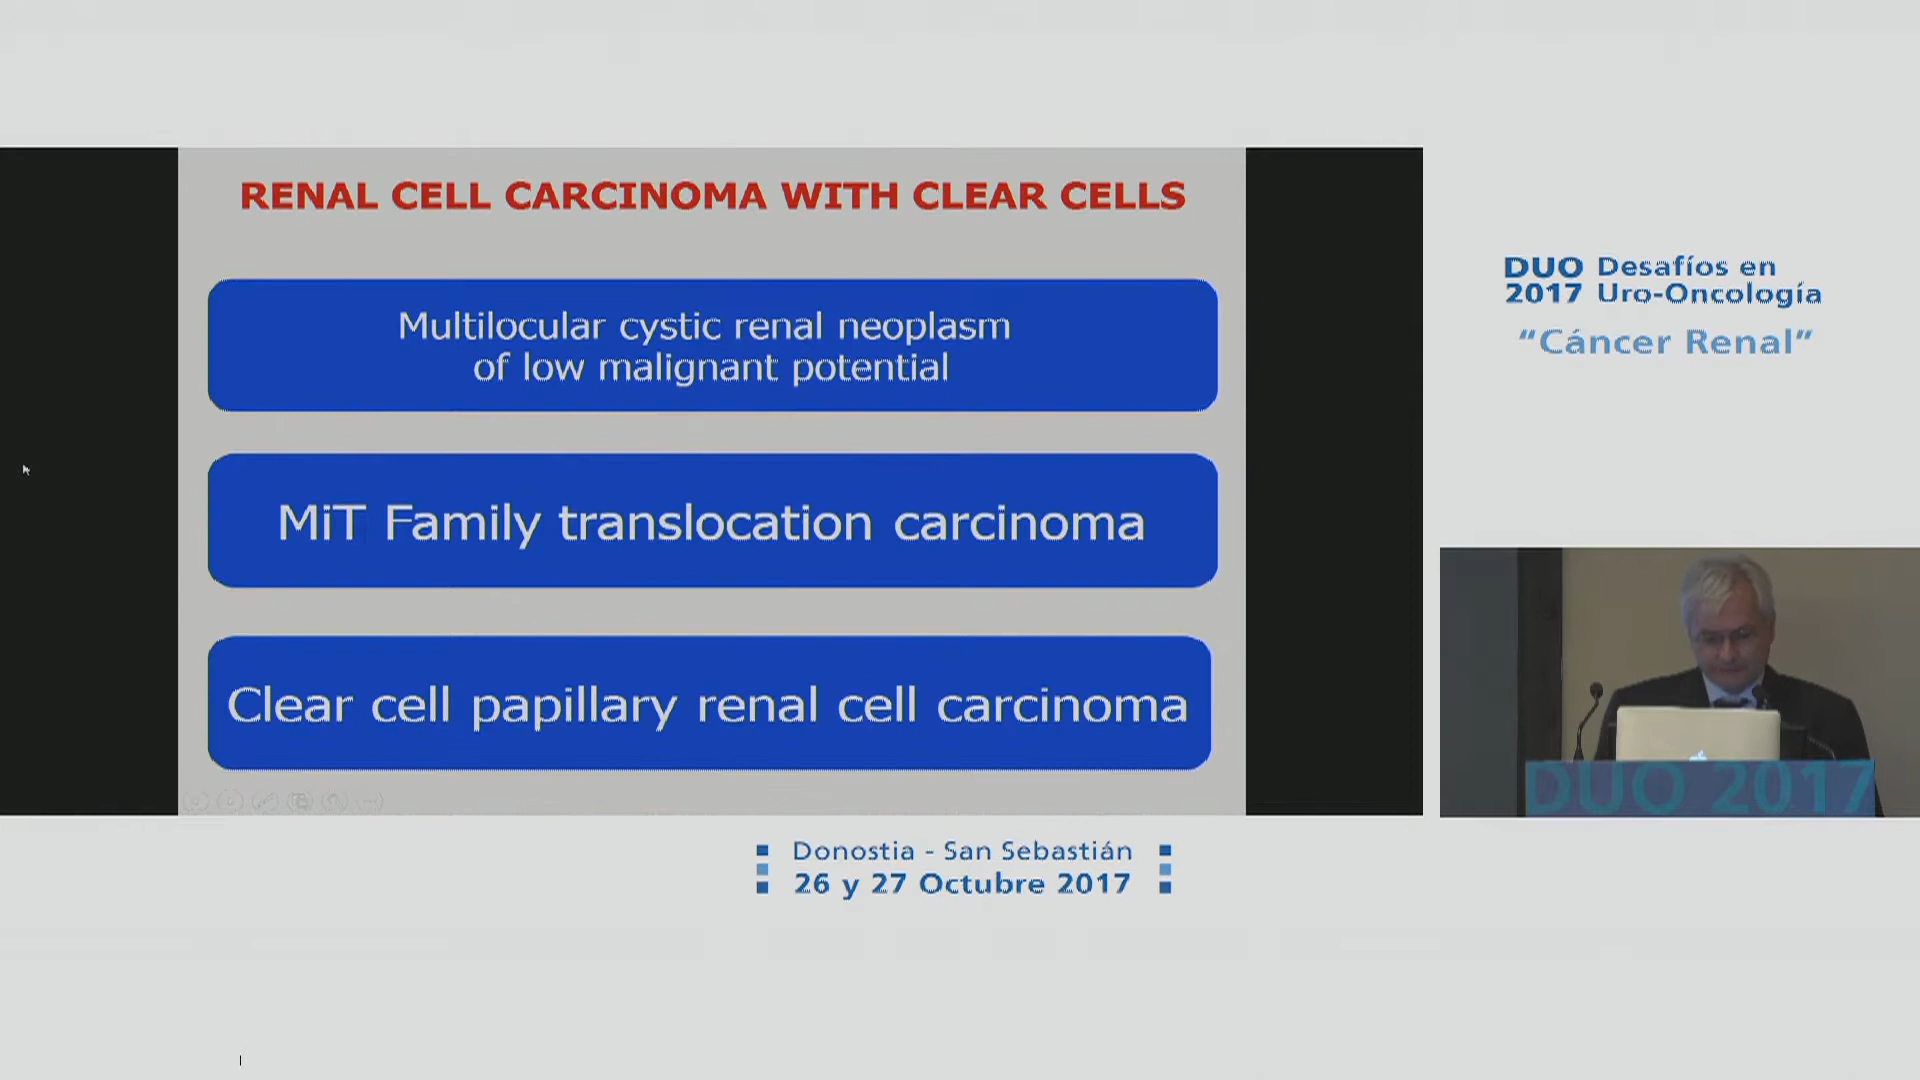 RENAL CELL CARCINOMA WITH CLEAR CELLS
Multilocular cystic renal neoplasm
of low malignant potential
MiT Family translocation carcinoma
Clear cell papillary renal cell carcinoma
DUO Desafíos en
2017 Uro-Oncología
“Cáncer Renal”
DUO 2017
Donostia - San Sebastián
26 y 27 Octubre 2017